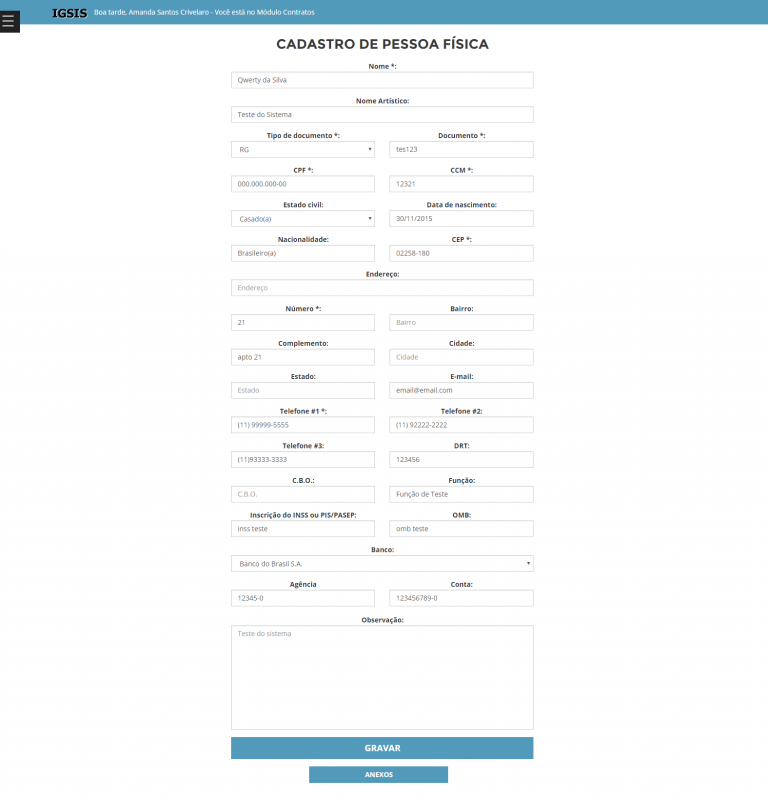 IGSIS Boa tarde, Amanda Santos Crivelaro - Você está no Módulo Contratos
CADASTRO DE PESSOA FÍSICA
Nome *:
Qwerty da Silva
Nome Artístico:
Teste do Sistema
Tipo de documento *: Documento *:
RG tes123
CPF *: CCM *:
000.000.000-00 12321
Estado civil: Data de nascimento:
Casado(a) 30/11/2015
Nacionalidade: CEP *:
Brasileiro(a) 02258-180
Endereço:
Endereço
Número *: Bairro:
21 Bairro
Complemento: Cidade:
apto 21 Cidade
Estado: E-mail:
Estado email@email.com
Telefone #1 *: Telefone #2:
(11) 99999-5555 (11) 92222-2222
Telefone #3: DRT:
(11)93333-3333 123456
C.B.O.: Função:
C.B.O. Função de Teste
Inscrição do INSS ou PIS/PASEP: OMB:
inss teste omb teste
Banco:
Banco do Brasil S.A.
Agência Conta:
12345-0 123456789-0
Observação:
Teste do sistema
GRAVAR
ANEXOS